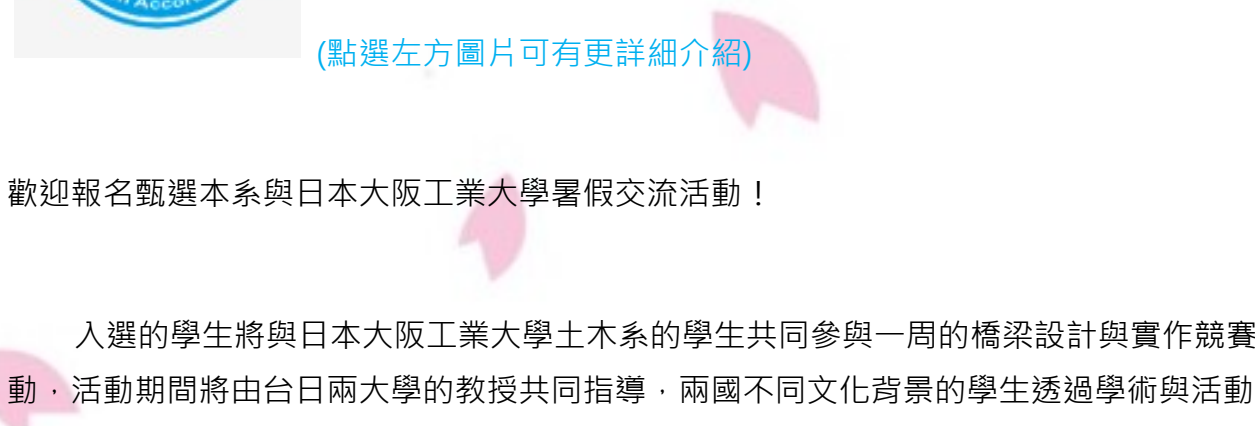 n Accor
(點選左方圖片可有更詳細介紹)
歡迎報名甄選本系與日本大阪工業大學暑假交流活動！
入選的學生將與日本大阪工業大學土木系的學生共同參與一周的橋梁設計與實作競賽
動，活動期間將由台日兩大學的教授共同指導，兩國不同文化背景的學生透過學術與活動